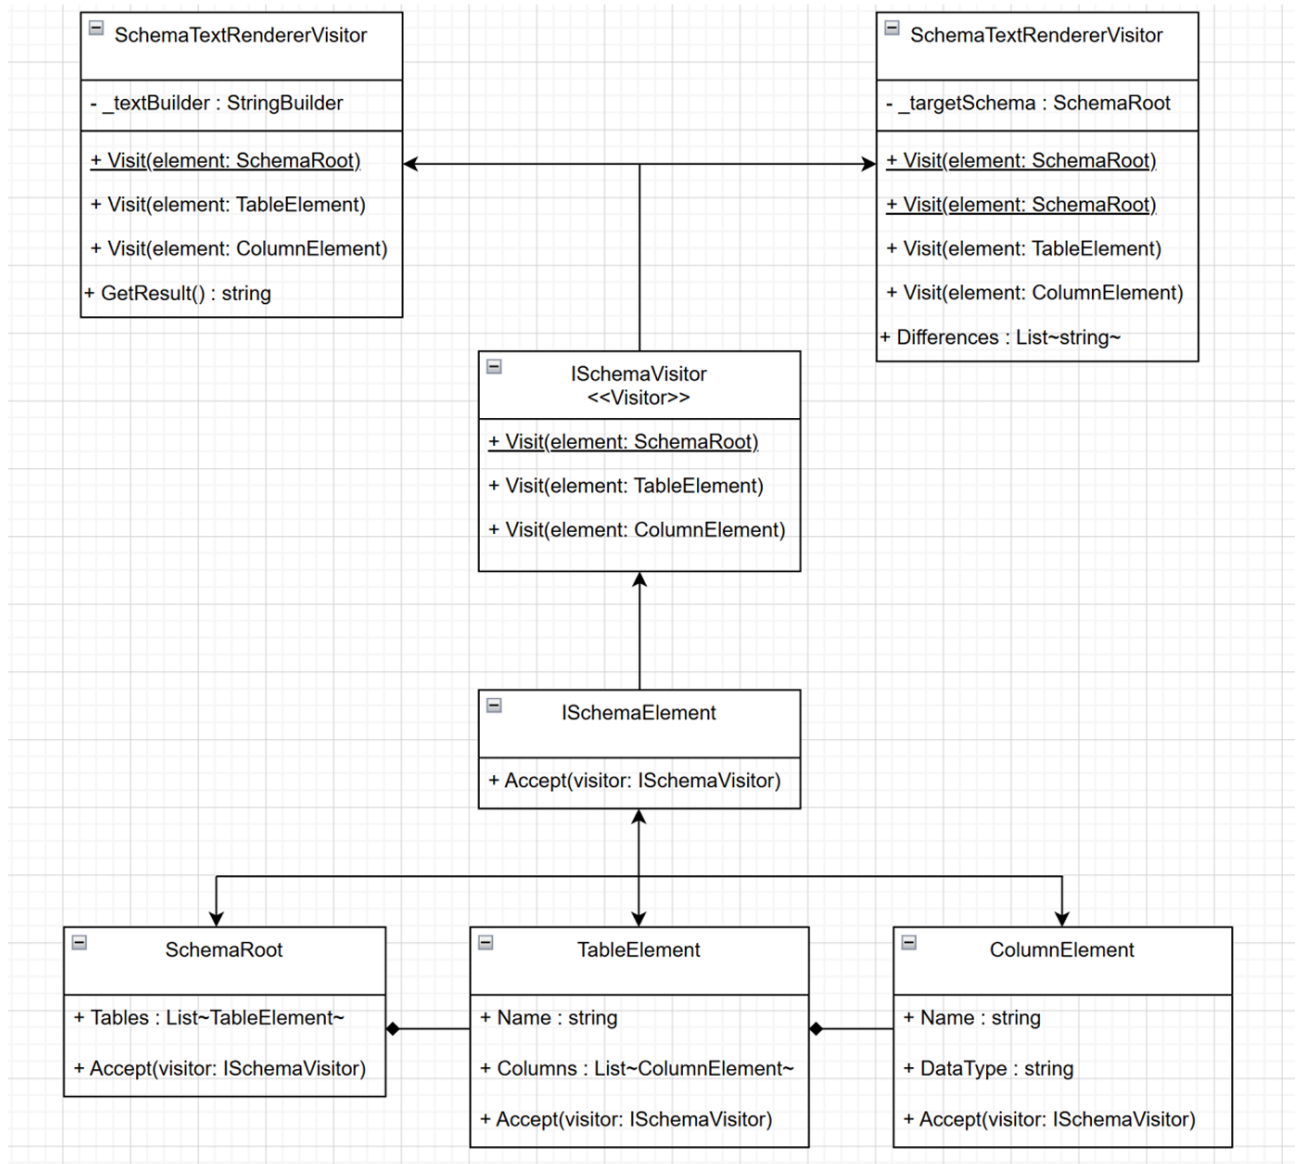 SchemaTextRendererVisitor
- _textBuilder : StringBuilder
+ Visit(element: SchemaRoot)
+ Visit(element: TableElement)
+ Visit(element: ColumnElement)
+ GetResult() : string
SchemaTextRendererVisitor
- _targetSchema : SchemaRoot
+ Visit(element: SchemaRoot)
+ Visit(element: SchemaRoot)
+ Visit(element: TableElement)
+ Visit(element: ColumnElement)
+ Differences : List~string~
ISchemaVisitor
<<Visitor>>
+ Visit(element: SchemaRoot)
+ Visit(element: TableElement)
+ Visit(element: ColumnElement)
ISchemaElement
+ Accept(visitor: ISchemaVisitor)
SchemaRoot
+ Tables : List~TableElement~
+ Accept(visitor: ISchemaVisitor)
TableElement
+ Name : string
+ Columns : List~ColumnElement~
+ Accept(visitor: ISchemaVisitor)
ColumnElement
+ Name : string
+ DataType : string
+ Accept(visitor: ISchemaVisitor)